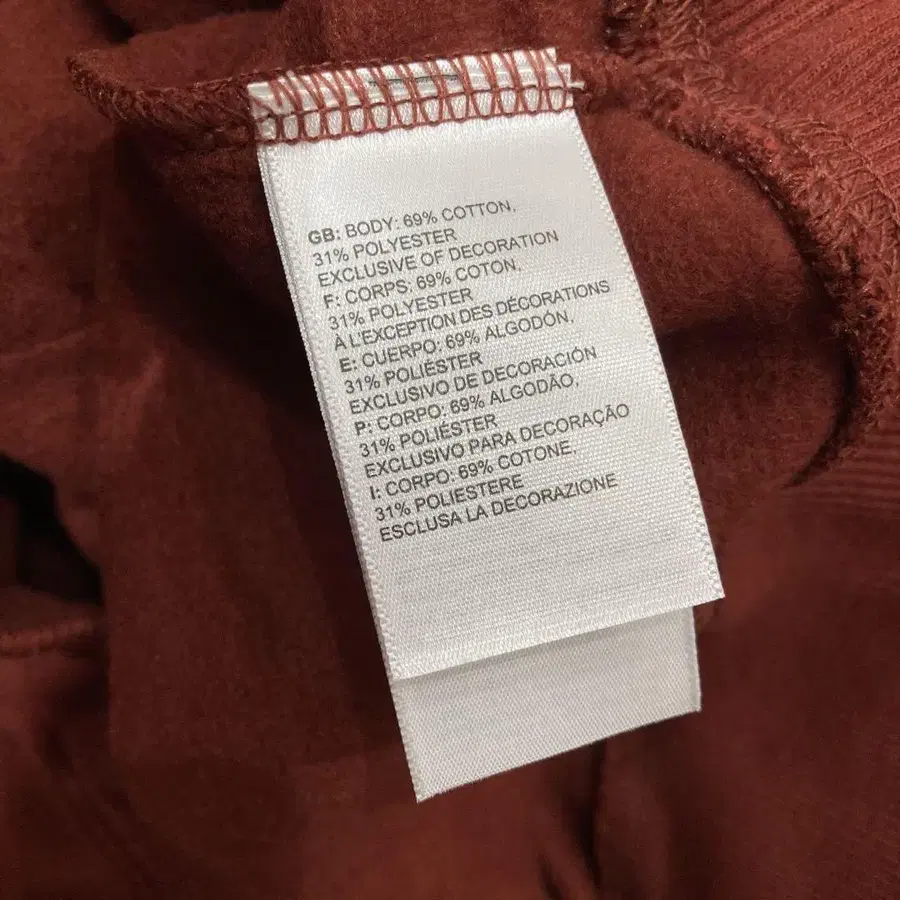 GB: BODY: 69% COTTON,
31% POLYESTER
EXCLUSIVE OF DECORATION
F: CORPS: 69% COTON,
31% POLYESTER
À L'EXCEPTION DES DÉCORATIONS
E: CUERPO: 69% ALGODÓN,
31% POLIÉSTER
EXCLUSIVO DE DECORACIÓN
P: CORPO: 69% ALGODÃO,
31% POLIÉSTER
EXCLUSIVO PARA DECORAÇÃO
I: CORPO: 69% COTONE,
31% POLIESTERE
ESCLUSA LA DECORAZIONE